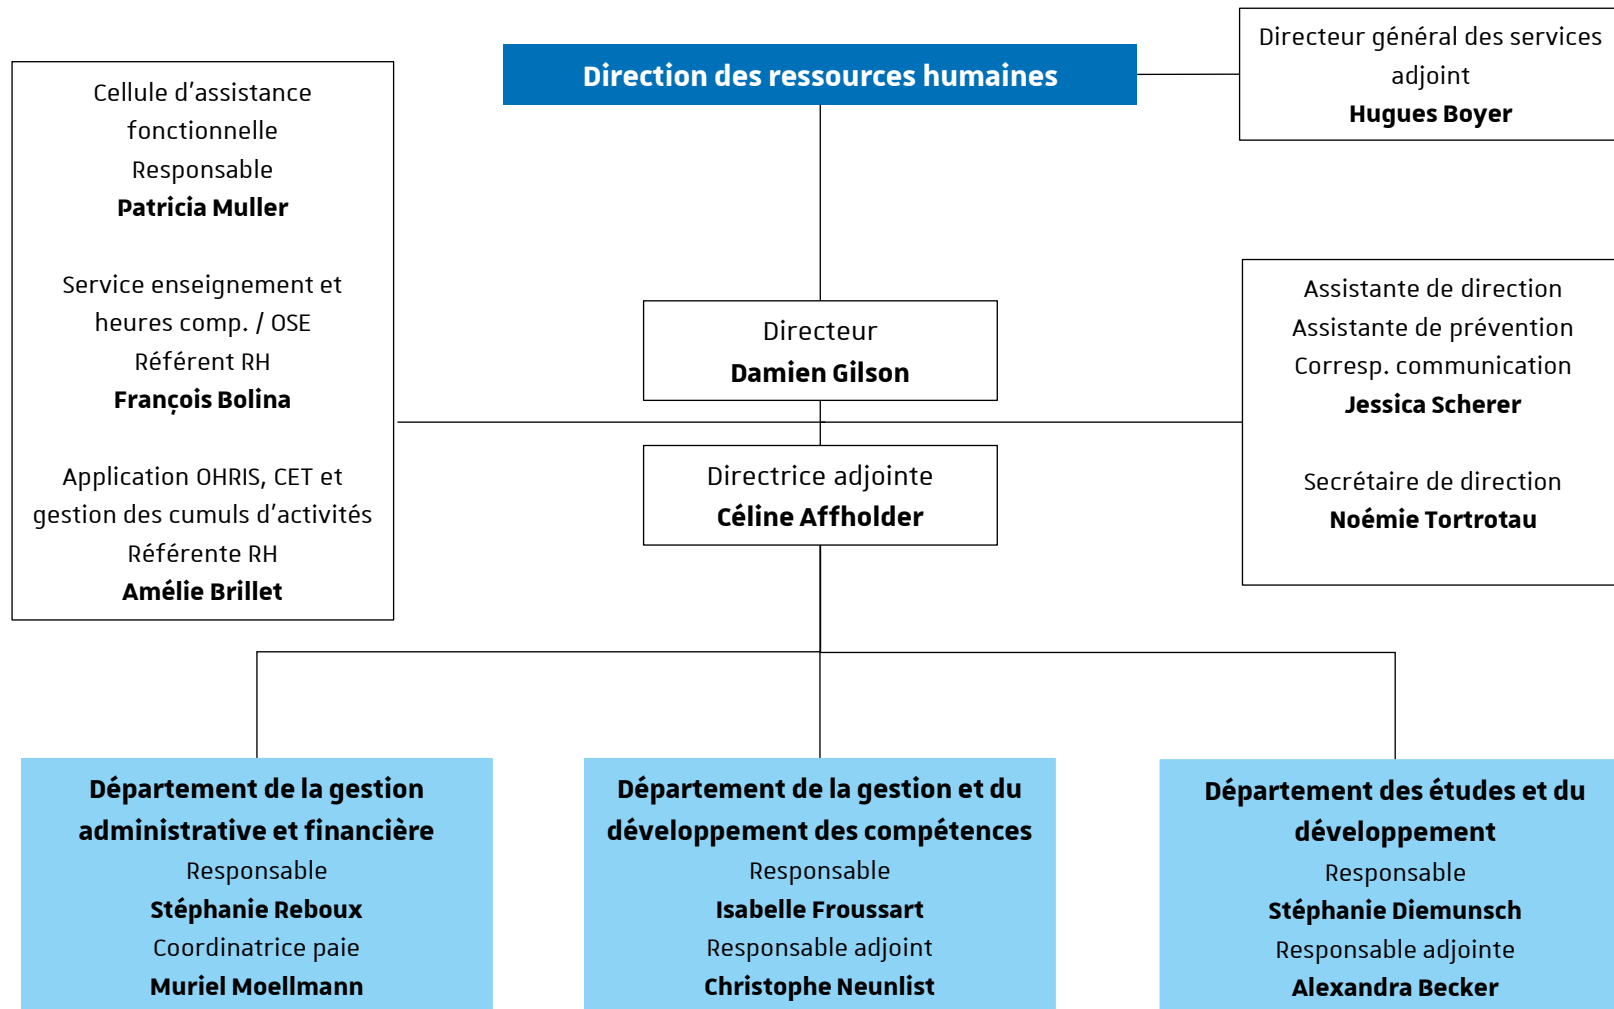 Direction des ressources humaines
Directeur général des services
adjoint
Hugues Boyer
Cellule d'assistance
fonctionnelle
Responsable
Patricia Muller
Service enseignement et
heures comp. / OSE
Référent RH
François Bolina
Application OHRIS, CET et
gestion des cumuls d'activités
Référente RH
Amélie Brillet
Directeur
Damien Gilson
Directrice adjointe
Céline Affholder
Assistante de direction
Assistante de prévention
Corresp. communication
Jessica Scherer
Secrétaire de direction
Noémie Tortrotau
Département de la gestion
administrative et financière
Responsable
Stéphanie Reboux
Coordinatrice paie
Muriel Moellmann
Département de la gestion et du
développement des compétences
Responsable
Isabelle Froussart
Responsable adjoint
Christophe Neunlist
Département des études et du
développement
Responsable
Stéphanie Diemunsch
Responsable adjointe
Alexandra Becker